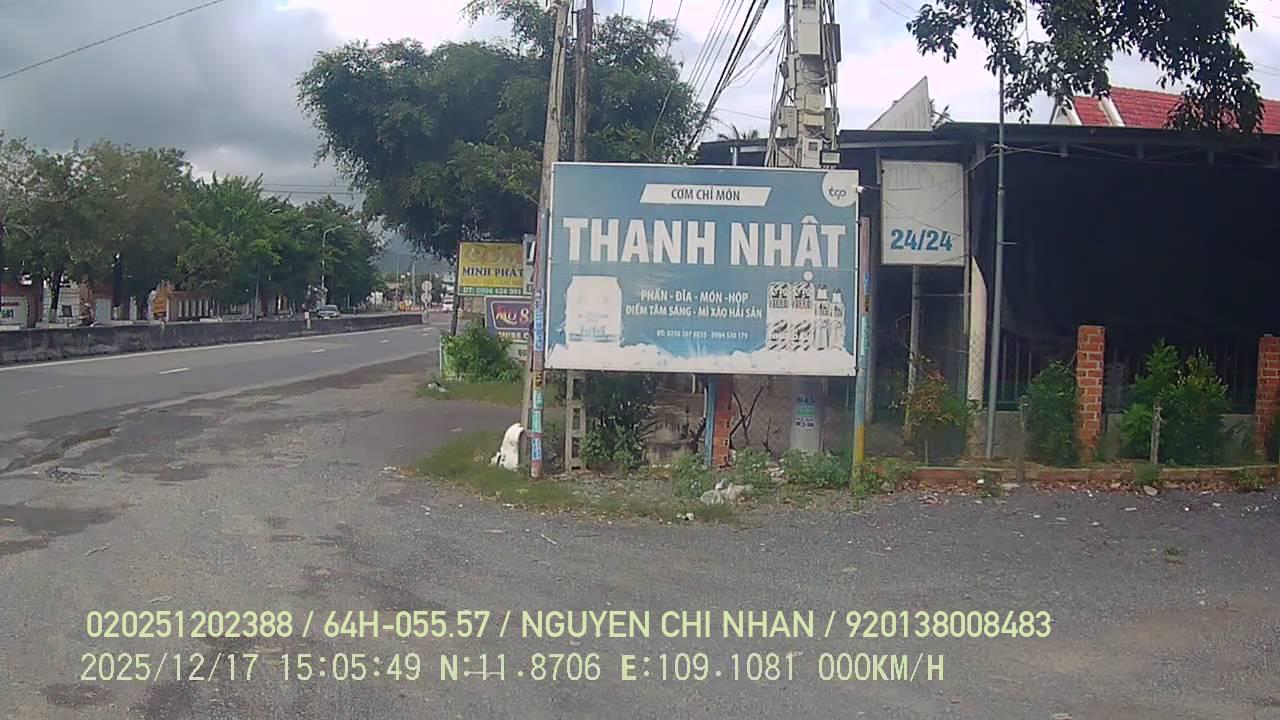 CƠM CHỈ MÓN
THANH NHẬT
PHẦN - ĐĨA - MÓN - HỘP
ĐIỂM TÂM SÁNG - MÌ XÀO HẢI SẢN
24/24
CƠM
MINH PHÁT
020251202388 / 64H-055.57 / NGUYEN CHI NHAN / 920138008483
2025/12/17 15:05:49 N:11.8706 E:109.1081 000KM/H